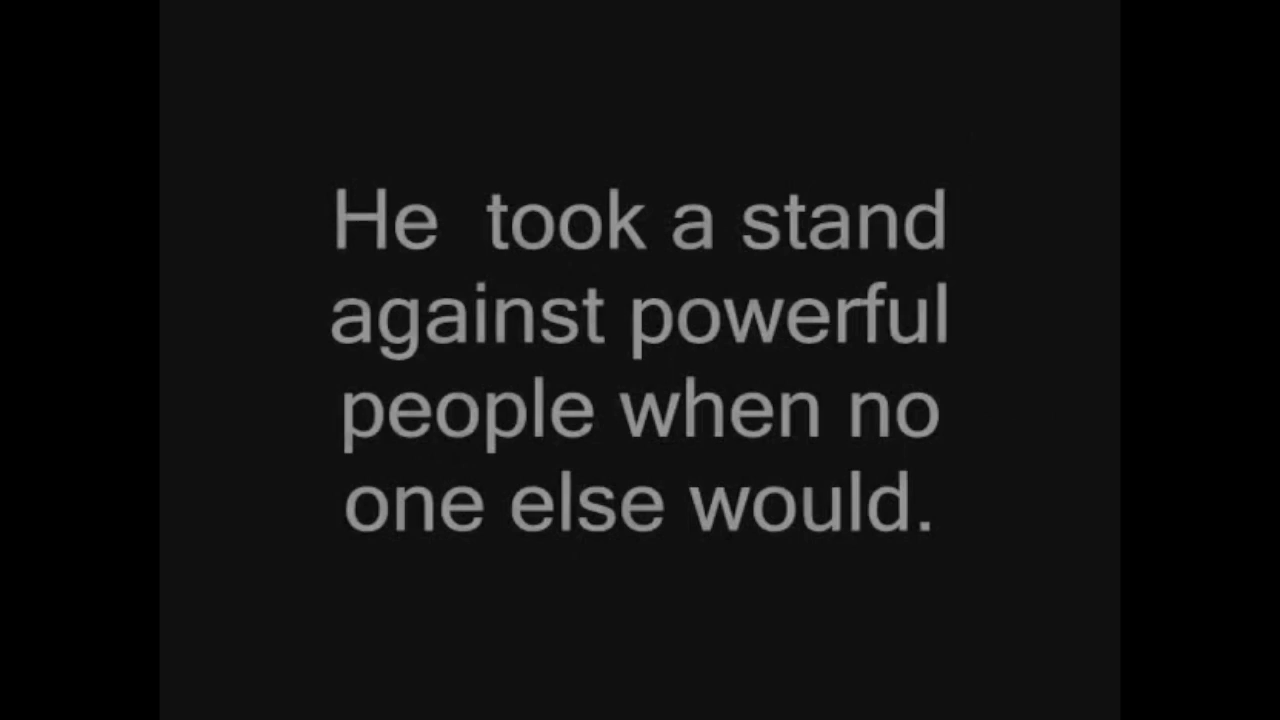 He  took a stand
against powerful
people when no
one else would.